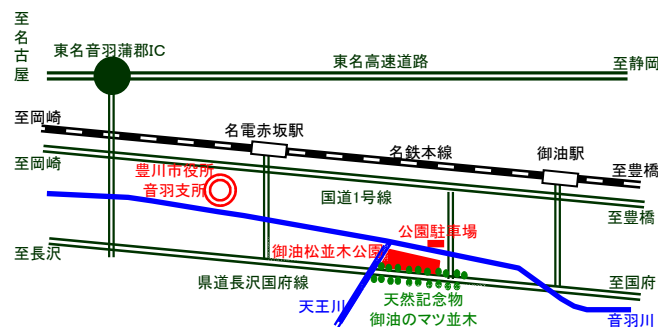 至名古屋
東名音羽蒲郡IC
東名高速道路
至静岡
至岡崎
名電赤坂駅
名鉄本線
御油駅
至岡崎
豊川市役所
音羽支所
至豊橋
国道1号線
至豊橋
公園駐車場
至長沢
御油松並木公園
県道長沢国府線
至国府
天然記念物
天王川
御油のマツ並木
音羽川